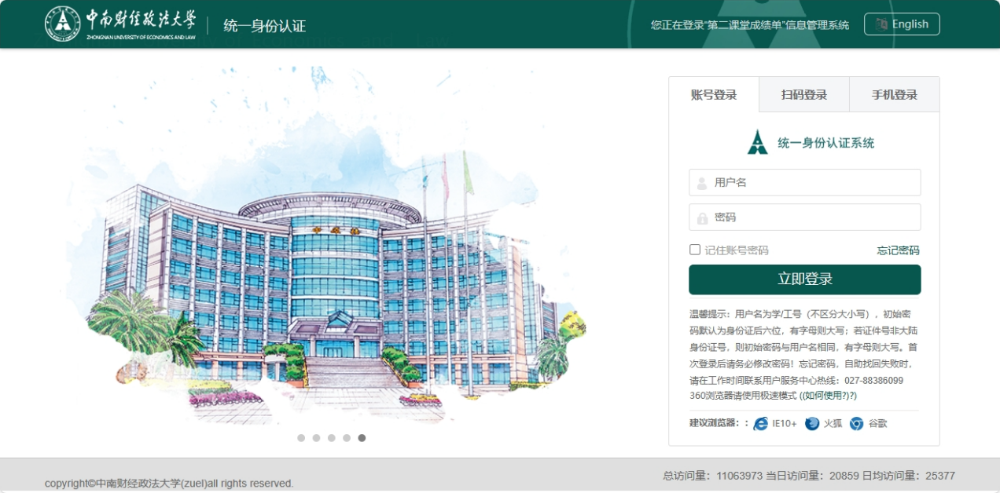 中南财经政法大学
ZHONGNAN UNIVERSITY OF ECONOMICS AND LAW
统一身份认证
您正在登录"第二课堂成绩单"信息管理系统
English
账号登录 扫码登录 手机登录
统一身份认证系统
用户名
密码
记住账号密码 忘记密码
立即登录
温馨提示：用户名为学/工号（不区分大小写），初始密
码默认为身份证后六位，有字母则大写；若证件号非大陆
身份证号，则初始密码与用户名相同，有字母则大写。首
次登录后请务必修改密码！忘记密码，自助找回失败时，
请在工作时间联系用户服务中心热线：027-88386099
360浏览器请使用极速模式 ((如何使用?)?)
建议浏览器：： IE10+ 火狐 谷歌
copyright©中南财经政法大学(zuel)all rights reserved.
总访问量：11063973 当日访问量：20859 日均访问量：25377